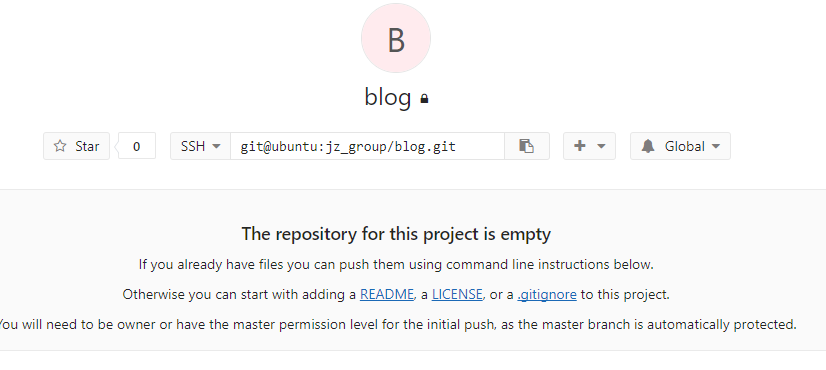 B
blog
Star 0 SSH git@ubuntu:jz_group/blog.git Global
The repository for this project is empty
If you already have files you can push them using command line instructions below.
Otherwise you can start with adding a README, a LICENSE, or a .gitignore to this project.
You will need to be owner or have the master permission level for the initial push, as the master branch is automatically protected.